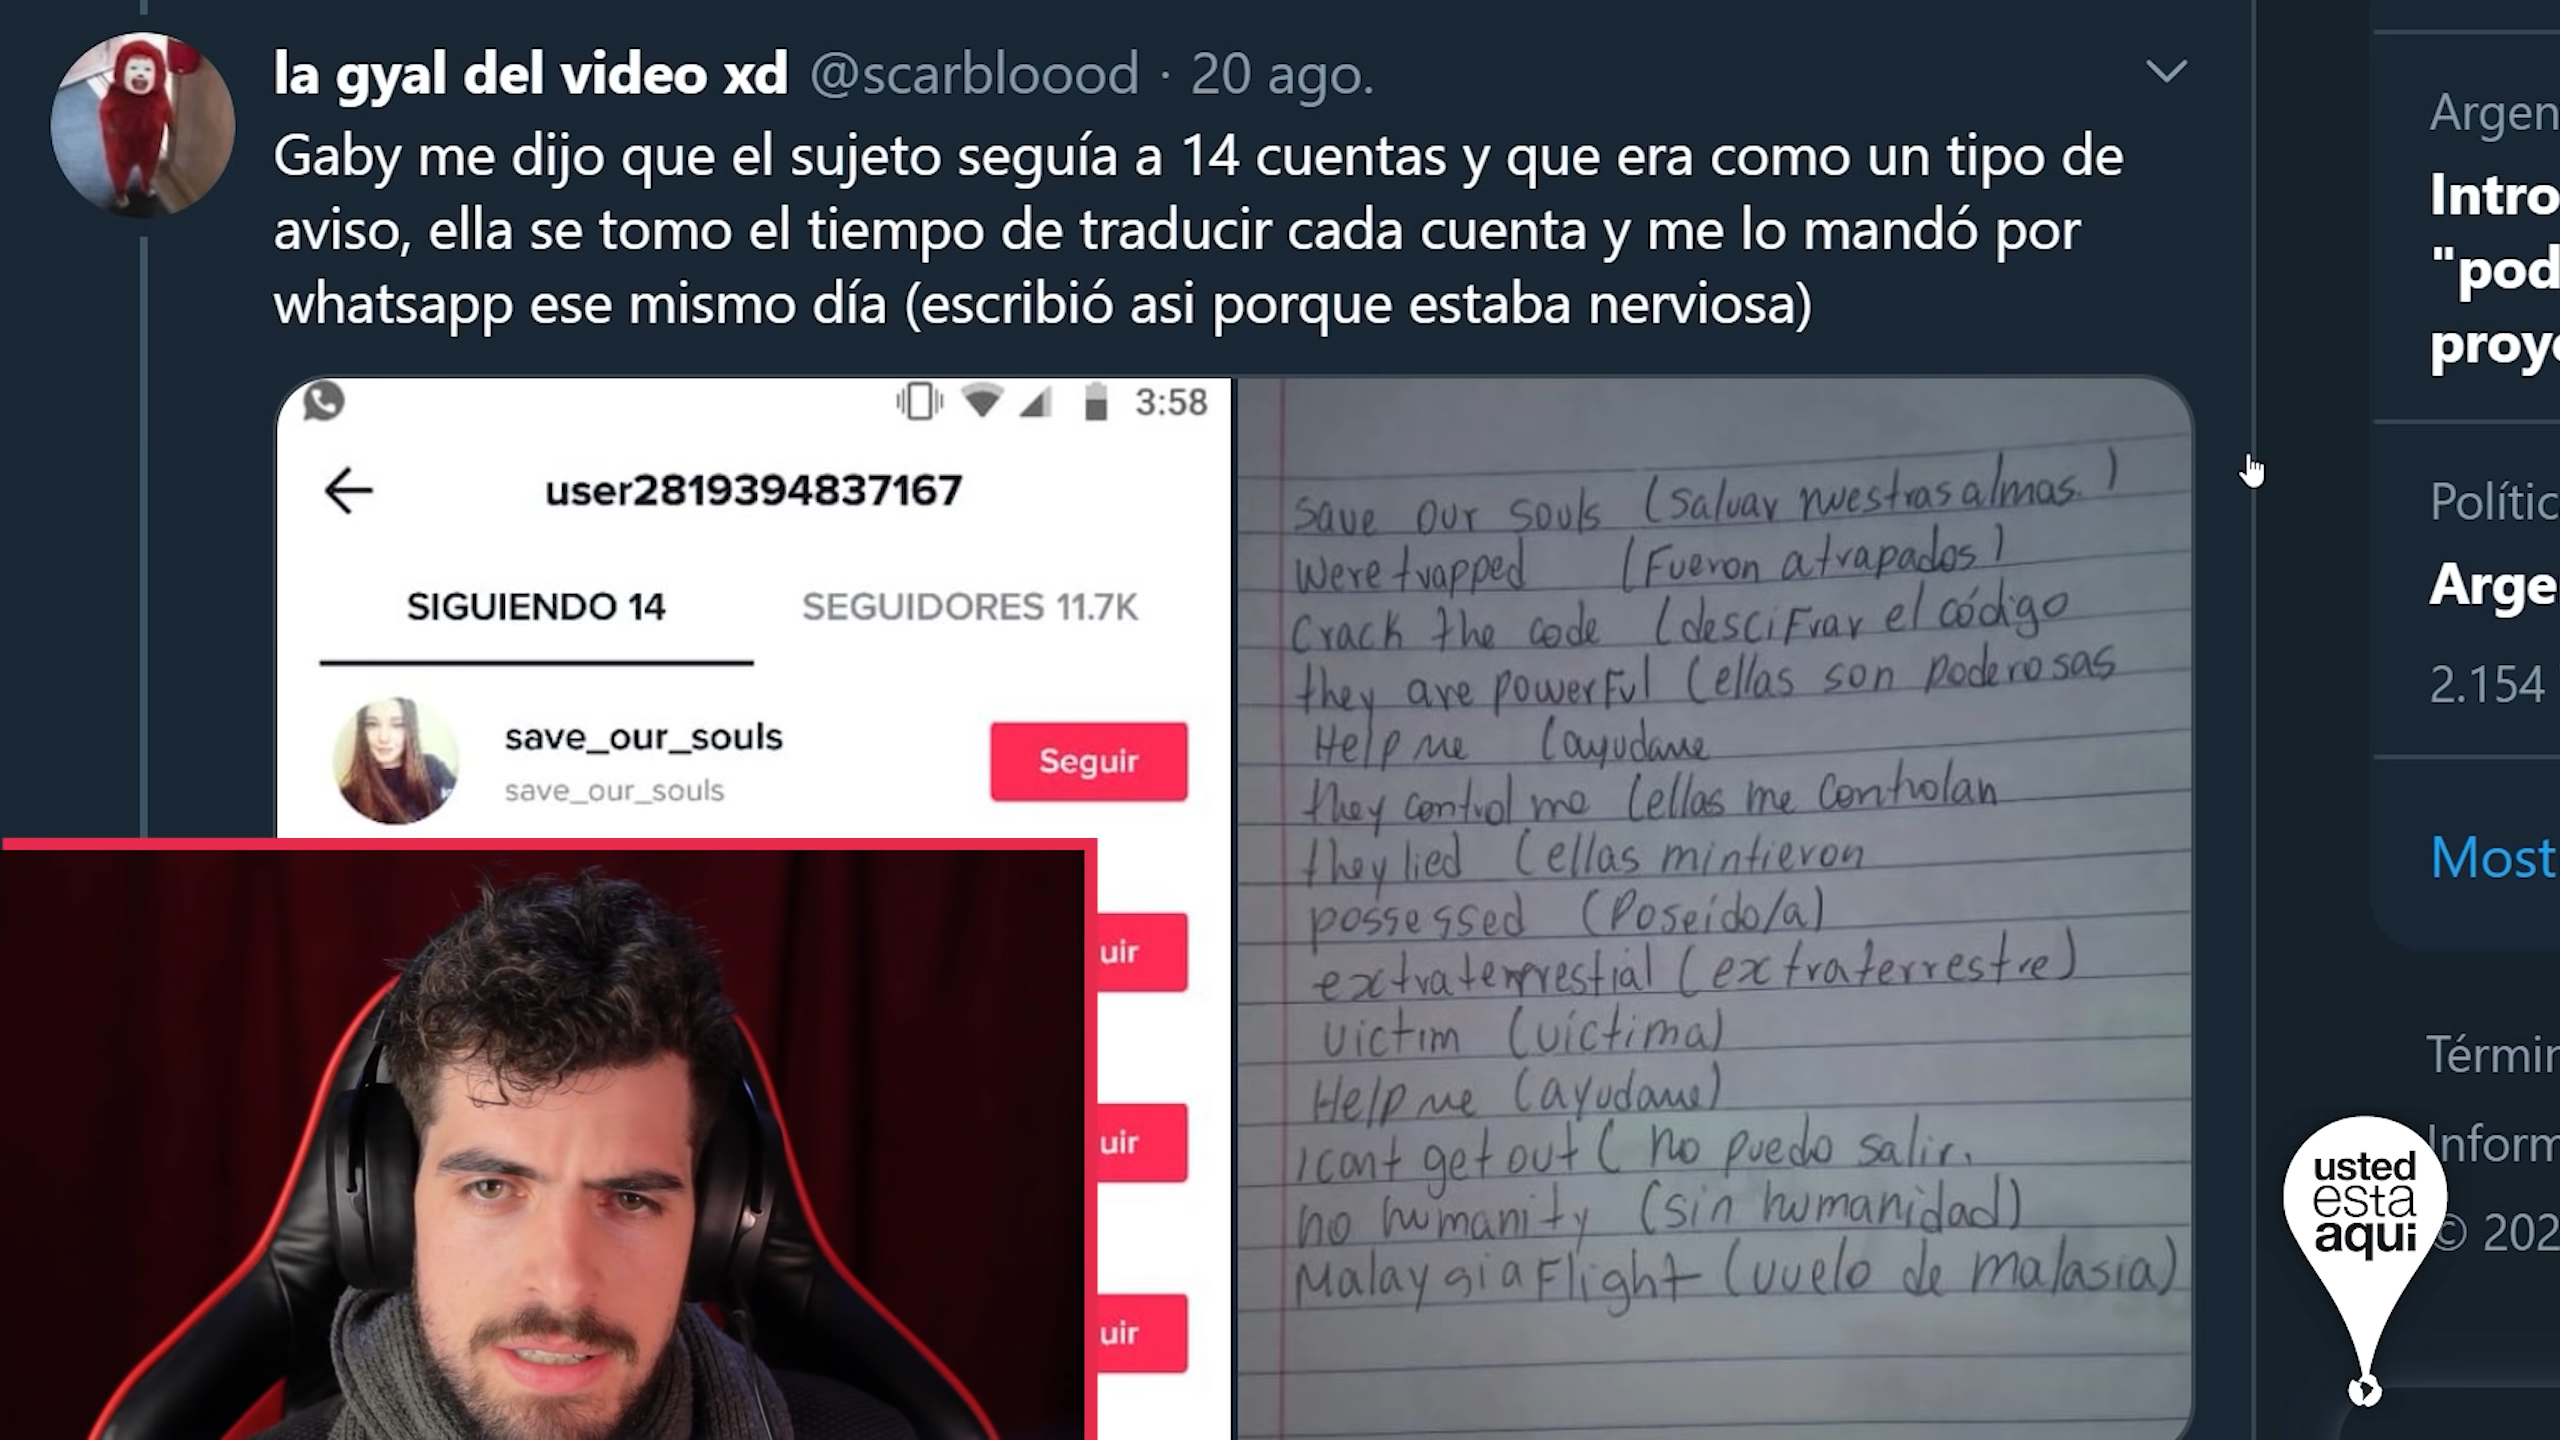 la gyal del video xd @scarbloood · 20 ago.
Gaby me dijo que el sujeto seguía a 14 cuentas y que era como un tipo de
aviso, ella se tomo el tiempo de traducir cada cuenta y me lo mandó por
whatsapp ese mismo día (escribió asi porque estaba nerviosa)
3:58
user2819394837167
SIGUIENDO 14 SEGUIDORES 11.7K
save_our_souls
save_our_souls
Seguir
uir
uir
uir
Save our souls (Salvar nuestras almas.)
Were trapped (Fueron atrapados)
Crack the code (desciFrar el código
they are powerFul (ellas son poderosas
Help me (ayudame
they control me (ellas me controlan
they lied (ellas mintieron
possessed (Poseído/a)
extraterrestial (extraterrestre)
victim (víctima)
Help me (ayudame)
I cant get out ( no puedo salir.
no humanity (sin humanidad)
Malaysia Flight (vuelo de malasia)
Argen
Intro
"pod
proye
Polític
Arge
2.154
Most
Términ
Inform
© 202
usted
esta
aqui